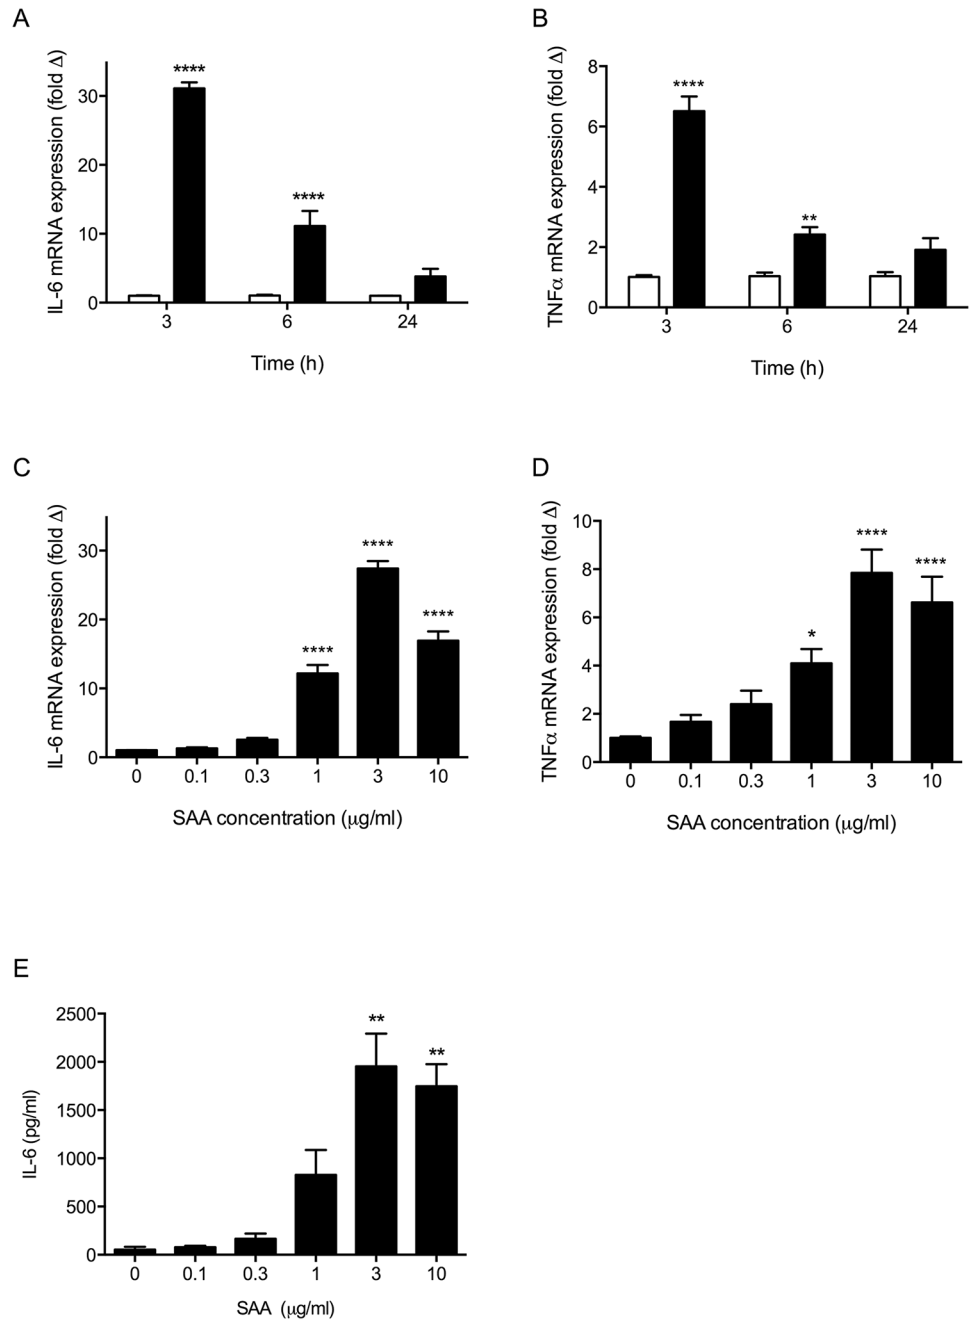 A
IL-6 mRNA expression (fold Δ)
30
20
10
0
****
****
3 6 24
Time (h)
B
TNFα mRNA expression (fold Δ)
8
6
4
2
0
****
**
3 6 24
Time (h)
C
IL-6 mRNA expression (fold Δ)
30
20
10
0
****
****
****
0 0.1 0.3 1 3 10
SAA concentration (μg/ml)
D
TNFα mRNA expression (fold Δ)
10
8
6
4
2
0
*
****
****
0 0.1 0.3 1 3 10
SAA concentration (μg/ml)
E
IL-6 (pg/ml)
2500
2000
1500
1000
500
0
**
**
0 0.1 0.3 1 3 10
SAA (μg/ml)